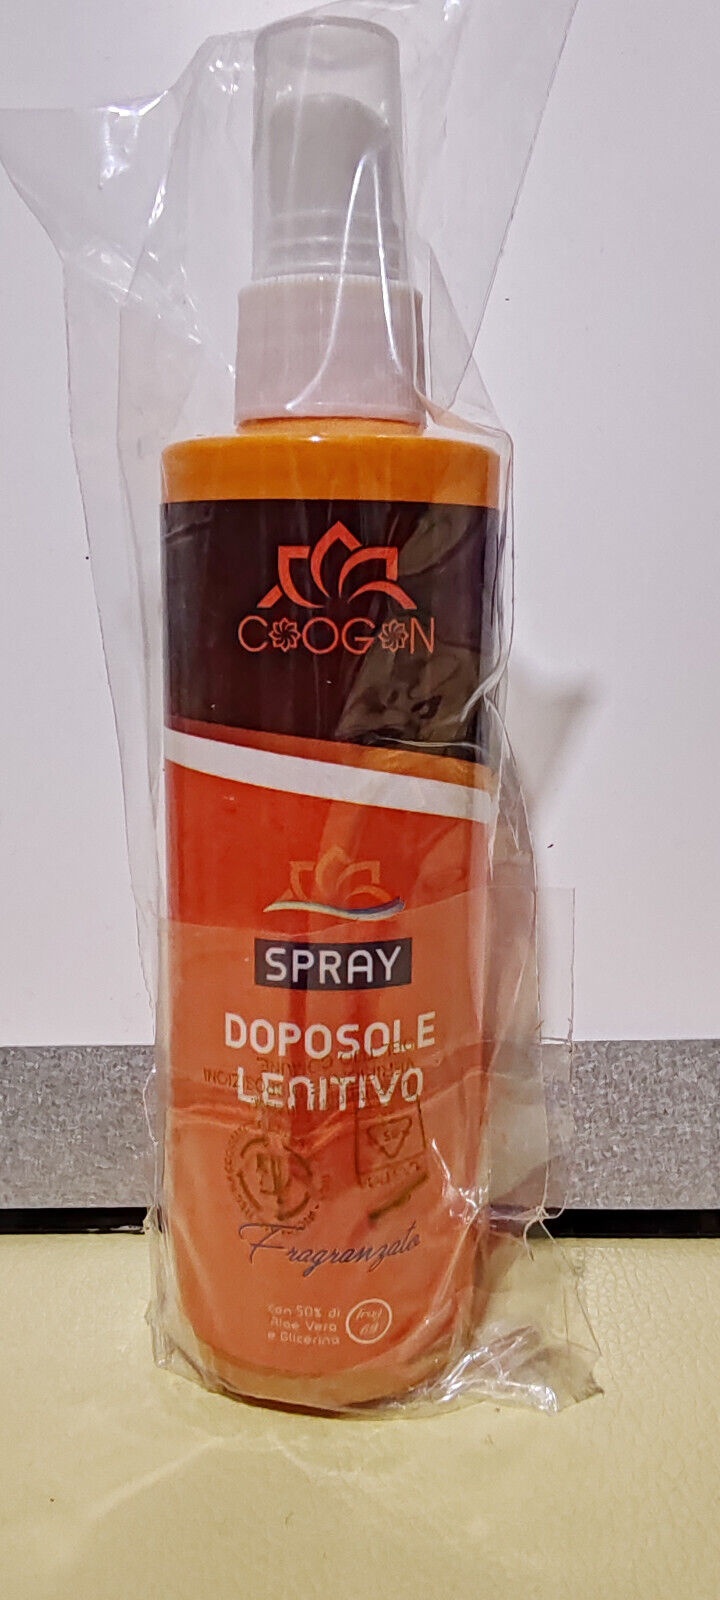 COOGON
SPRAY
DOPOSOLE
LENITIVO
Fragranzato
con 50% di
Aloe Vera
e Glicerina